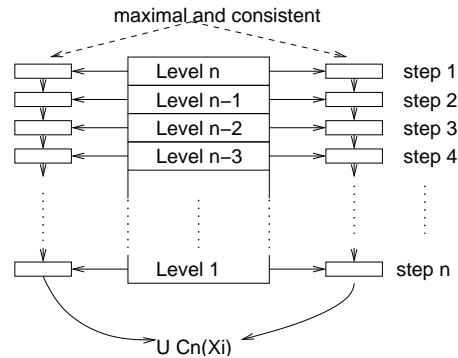 maximal and consistent
Level n step 1
Level n-1 step 2
Level n-2 step 3
Level n-3 step 4
Level 1 step n
U Cn(Xi)